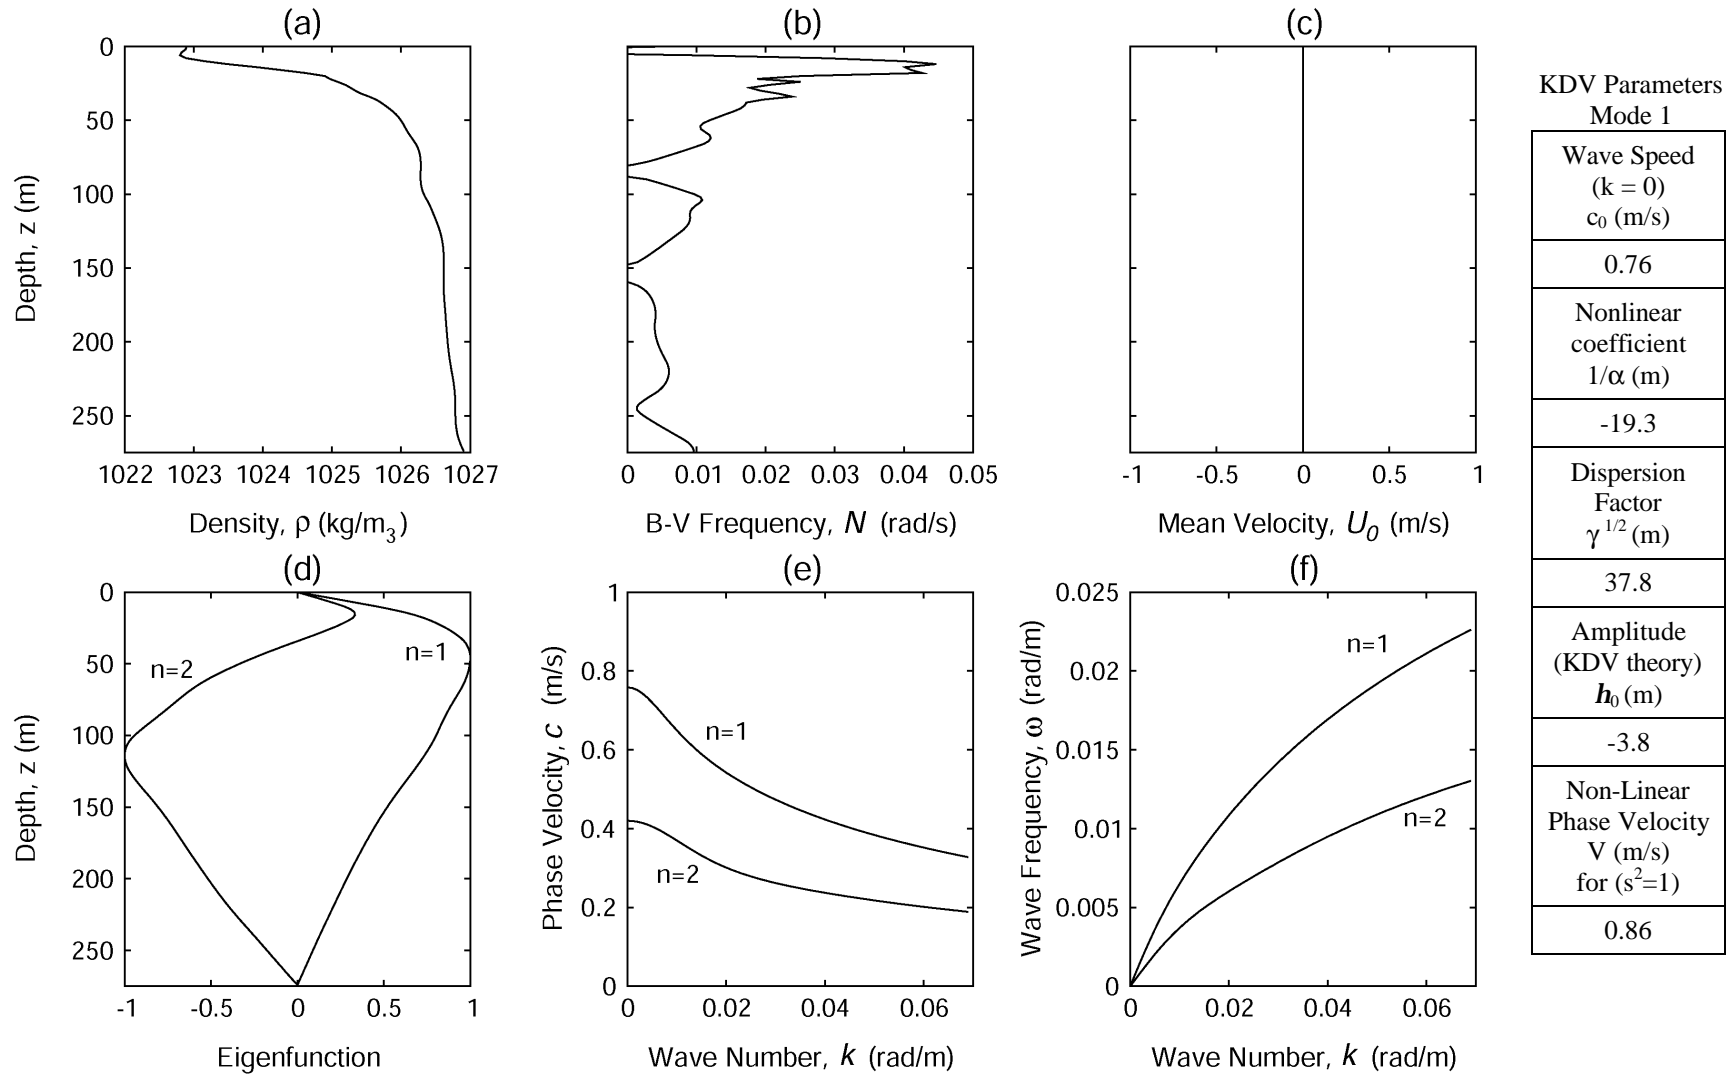 (a)
0
50
100
150
200
250
Depth, z (m)
1022 1023 1024 1025 1026 1027
Density, ρ (kg/m3)
(b)
0 0.01 0.02 0.03 0.04 0.05
B-V Frequency, N (rad/s)
(c)
-1 -0.5 0 0.5 1
Mean Velocity, U0 (m/s)
(d)
0
50
100
150
200
250
Depth, z (m)
n=2
n=1
-1 -0.5 0 0.5 1
Eigenfunction
(e)
1
0.8
0.6
0.4
0.2
0
Phase Velocity, c (m/s)
n=1
n=2
0 0.02 0.04 0.06
Wave Number, k (rad/m)
(f)
0.025
0.02
0.015
0.01
0.005
0
Wave Frequency, ω (rad/m)
n=1
n=2
0 0.02 0.04 0.06
Wave Number, k (rad/m)
KDV Parameters
Mode 1
Wave Speed
(k = 0)
c0 (m/s)
0.76
Nonlinear
coefficient
1/α (m)
-19.3
Dispersion
Factor
γ 1/2 (m)
37.8
Amplitude
(KDV theory)
h0 (m)
-3.8
Non-Linear
Phase Velocity
V (m/s)
for (s2=1)
0.86